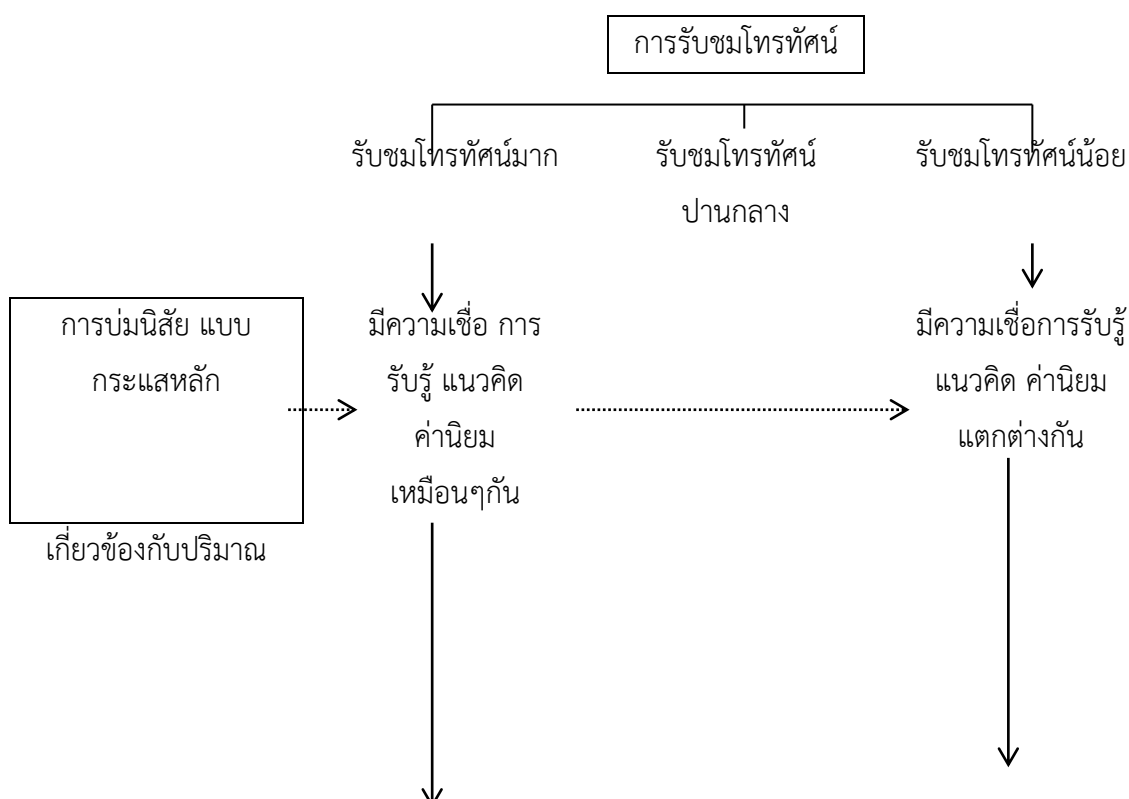 การรับชมโทรทัศน์
รับชมโทรทัศน์มาก
รับชมโทรทัศน์
ปานกลาง
รับชมโทรทัศน์น้อย
การบ่มนิสัย แบบ
กระแสหลัก
เกี่ยวข้องกับปริมาณ
มีความเชื่อ การ
รับรู้ แนวคิด
ค่านิยม
เหมือนๆกัน
มีความเชื่อการรับรู้
แนวคิด ค่านิยม
แตกต่างกัน